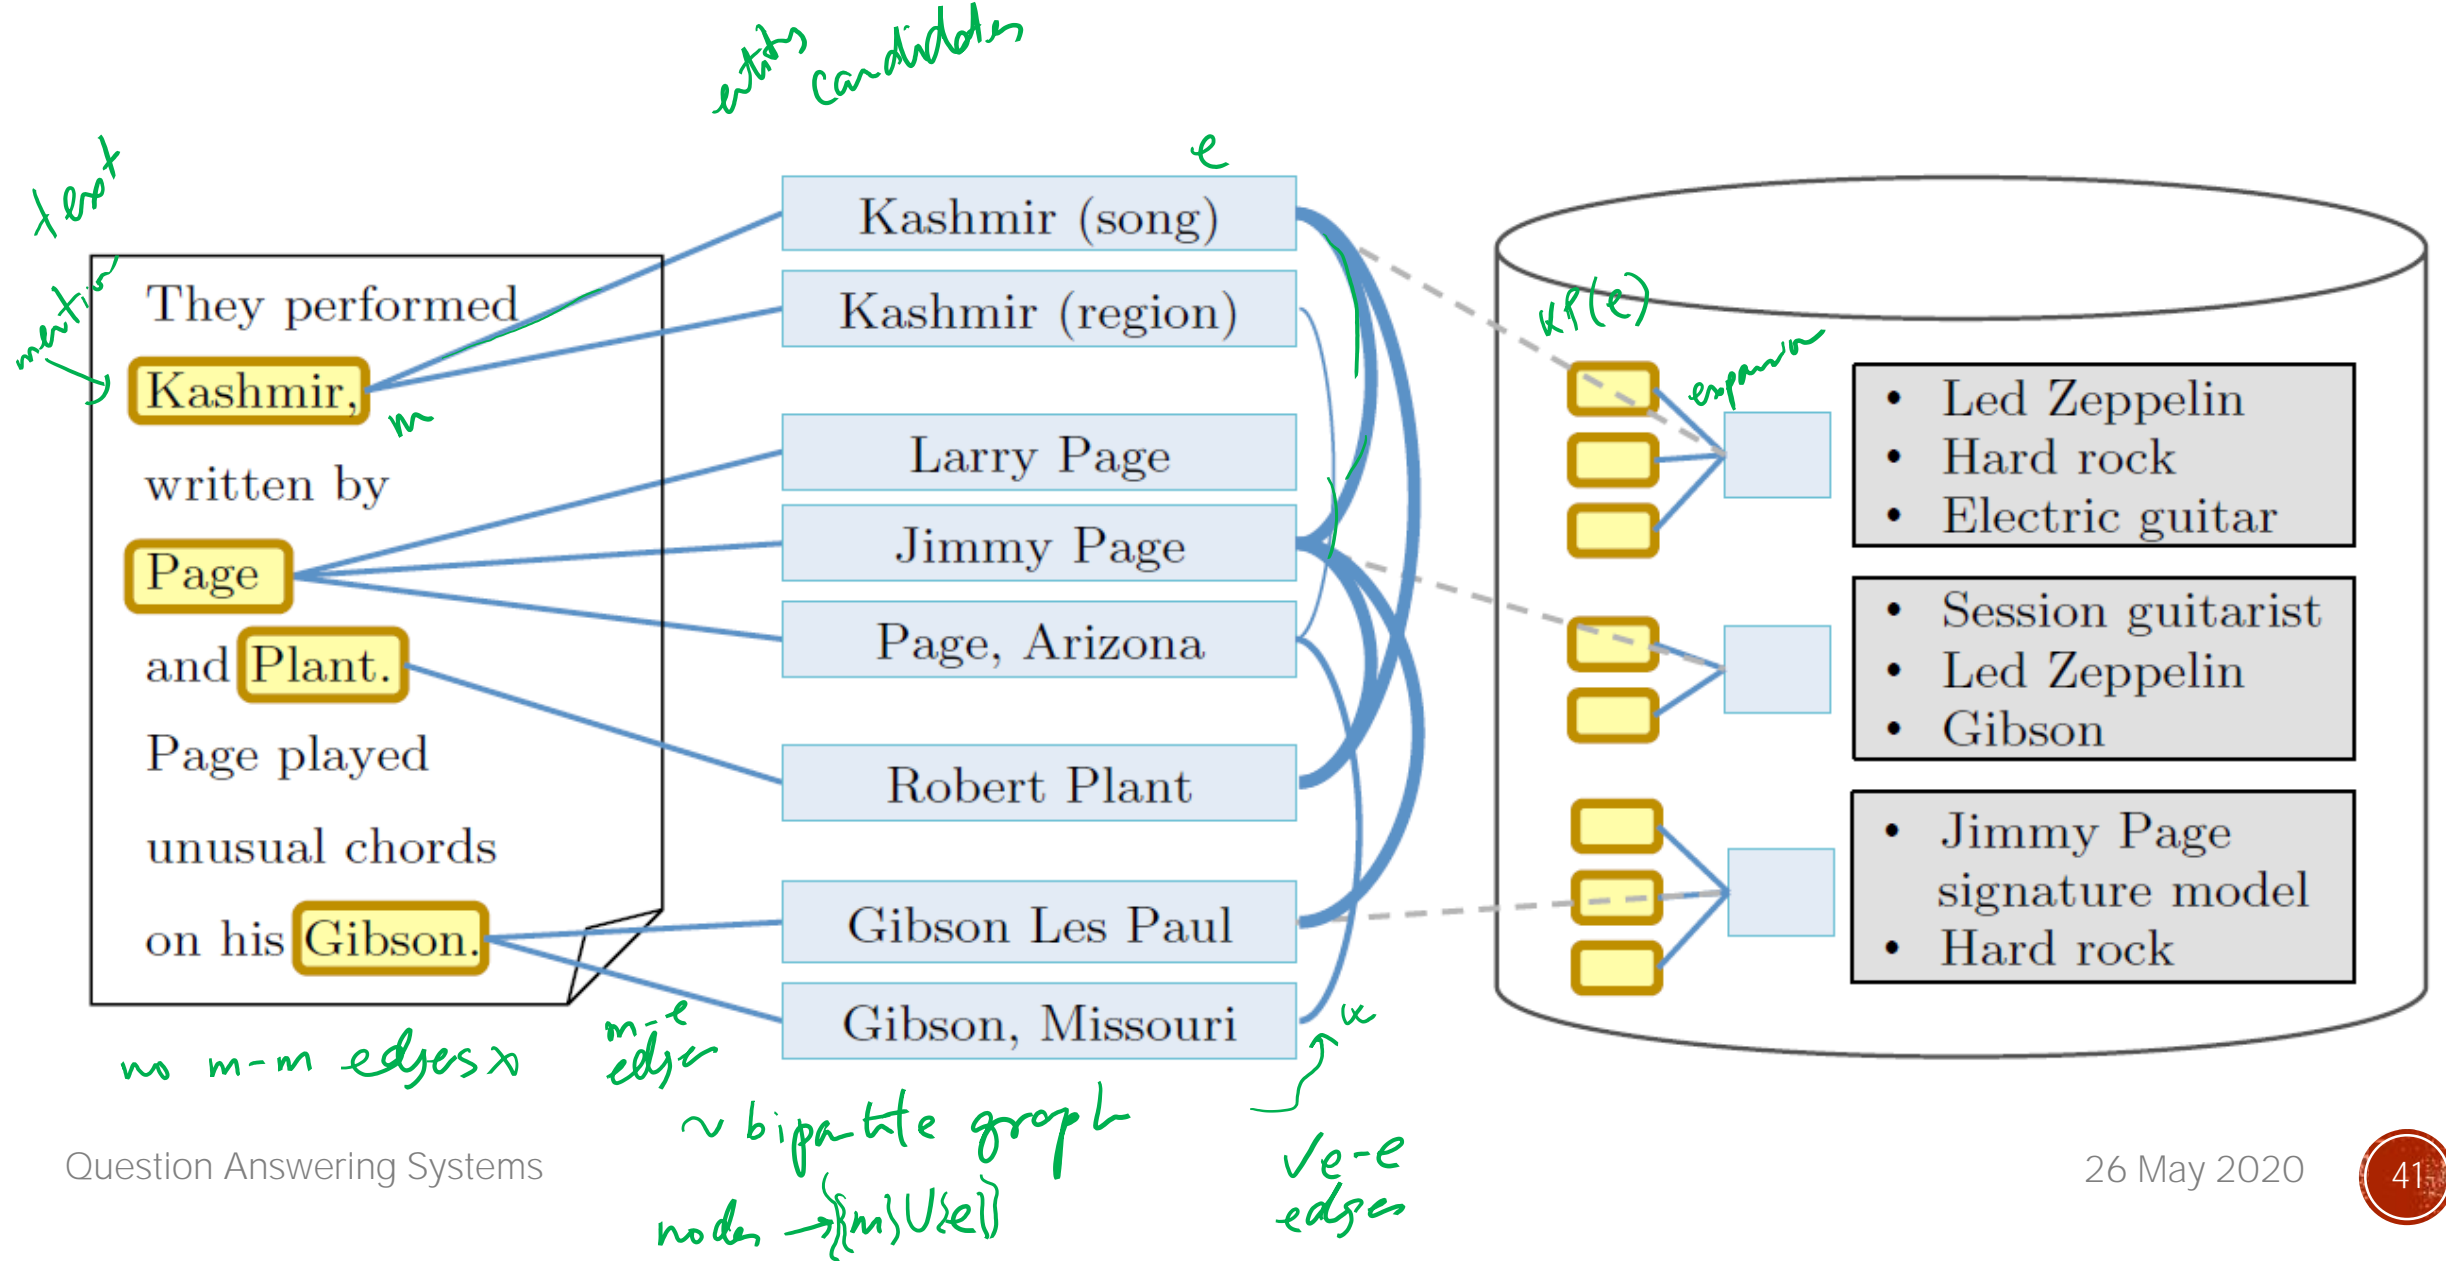 entity
candidates
e
text
mention
They performed
Kashmir,
m
written by
Page
and Plant.
Page played
unusual chords
on his Gibson.
Kashmir (song)
Kashmir (region)
Larry Page
Jimmy Page
Page, Arizona
Robert Plant
Gibson Les Paul
Gibson, Missouri
KP(e)
expansion
• Led Zeppelin
• Hard rock
• Electric guitar
• Session guitarist
• Led Zeppelin
• Gibson
• Jimmy Page
signature model
• Hard rock
no m-m edges x
m-e
edges
~ bipartite graph
nodes → {{m} U {e}}
√e-e
edges
Question Answering Systems
26 May 2020
41